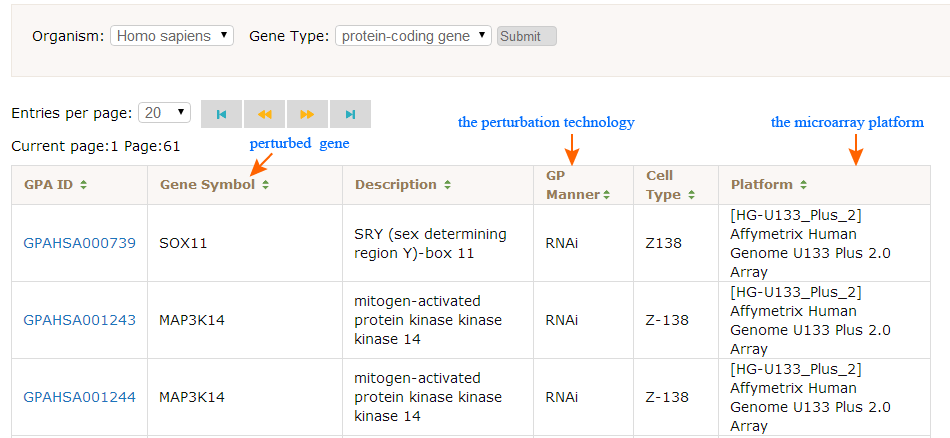 Organism: Homo sapiens Gene Type: protein-coding gene Submit
Entries per page: 20
the perturbation technology the microarray platform
Current page:1 Page:61 perturbed gene
GPA ID Gene Symbol Description GP Manner Cell Type Platform
GPAHSA000739 SOX11 SRY (sex determining region Y)-box 11 RNAi Z138 [HG-U133_Plus_2] Affymetrix Human Genome U133 Plus 2.0 Array
GPAHSA001243 MAP3K14 mitogen-activated protein kinase kinase kinase 14 RNAi Z-138 [HG-U133_Plus_2] Affymetrix Human Genome U133 Plus 2.0 Array
GPAHSA001244 MAP3K14 mitogen-activated protein kinase kinase kinase 14 RNAi Z-138 [HG-U133_Plus_2] Affymetrix Human Genome U133 Plus 2.0 Array